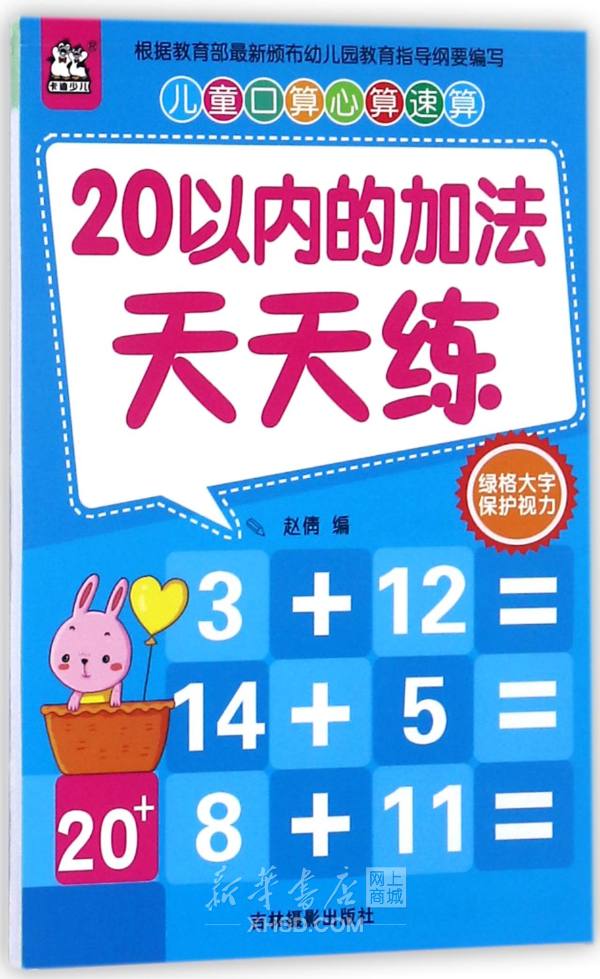 卡通少儿
®
根据教育部最新颁布幼儿园教育指导纲要编写
儿童口算心算速算
20以内的加法
天天练
绿格大字
保护视力
赵倩 编
3 + 12 =
14 + 5 =
20+
8 + 11 =
新华书店
网上
商城
XHSD.COM
吉林摄影出版社